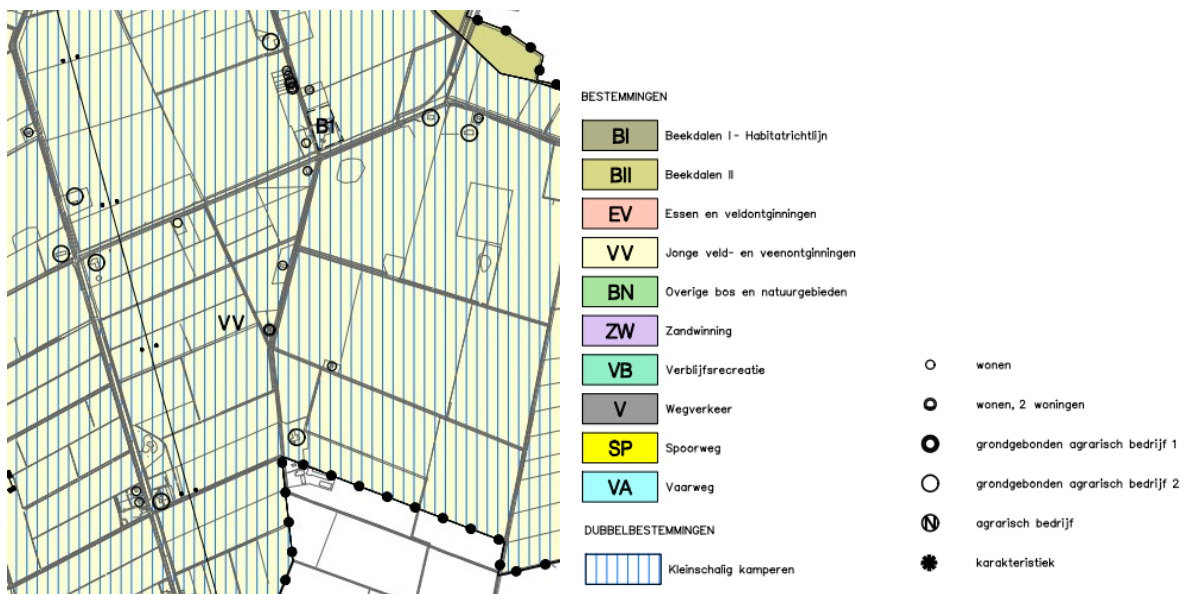 B1
VV
BESTEMMINGEN
BI Beekdalen I - Habitatrichtlijn
BII Beekdalen II
EV Essen en veldontginningen
VV Jonge veld- en veenontginningen
BN Overige bos en natuurgebieden
ZW Zandwinning
VB Verblijfsrecreatie
V Wegverkeer
SP Spoorweg
VA Vaarweg
DUBBELBESTEMMINGEN
Kleinschalig kamperen
wonen
wonen, 2 woningen
grondgebonden agrarisch bedrijf 1
grondgebonden agrarisch bedrijf 2
N agrarisch bedrijf
karakteristiek